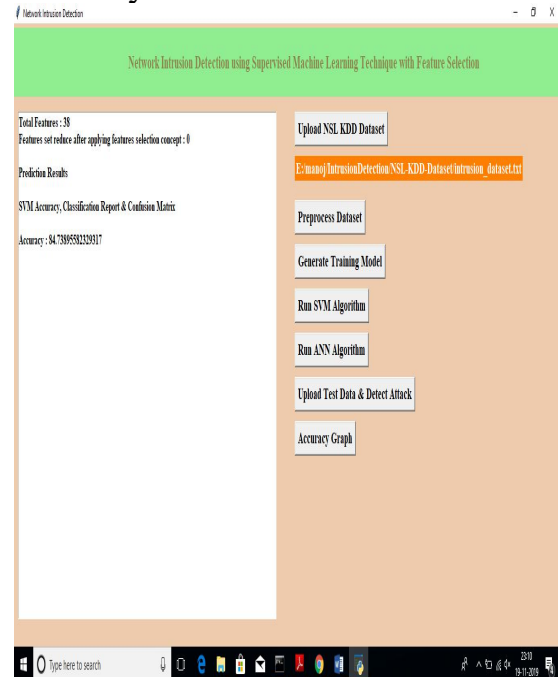 Network Intrusion Detection
Network Intrusion Detection using Supervised Machine Learning Technique with Feature Selection
Total Features : 38
Features set reduce after applying features selection concept : 0
Prediction Results
SVM Accuracy, Classification Report & Confusion Matrix
Accuracy : 84.73895582329317
Upload NSL KDD Dataset
E:/manoj/IntrusionDetection/NSL-KDD-Dataset/intrusion_dataset.txt
Preprocess Dataset
Generate Training Model
Run SVM Algorithm
Run ANN Algorithm
Upload Test Data & Detect Attack
Accuracy Graph
Type here to search
23:10
19-11-2019